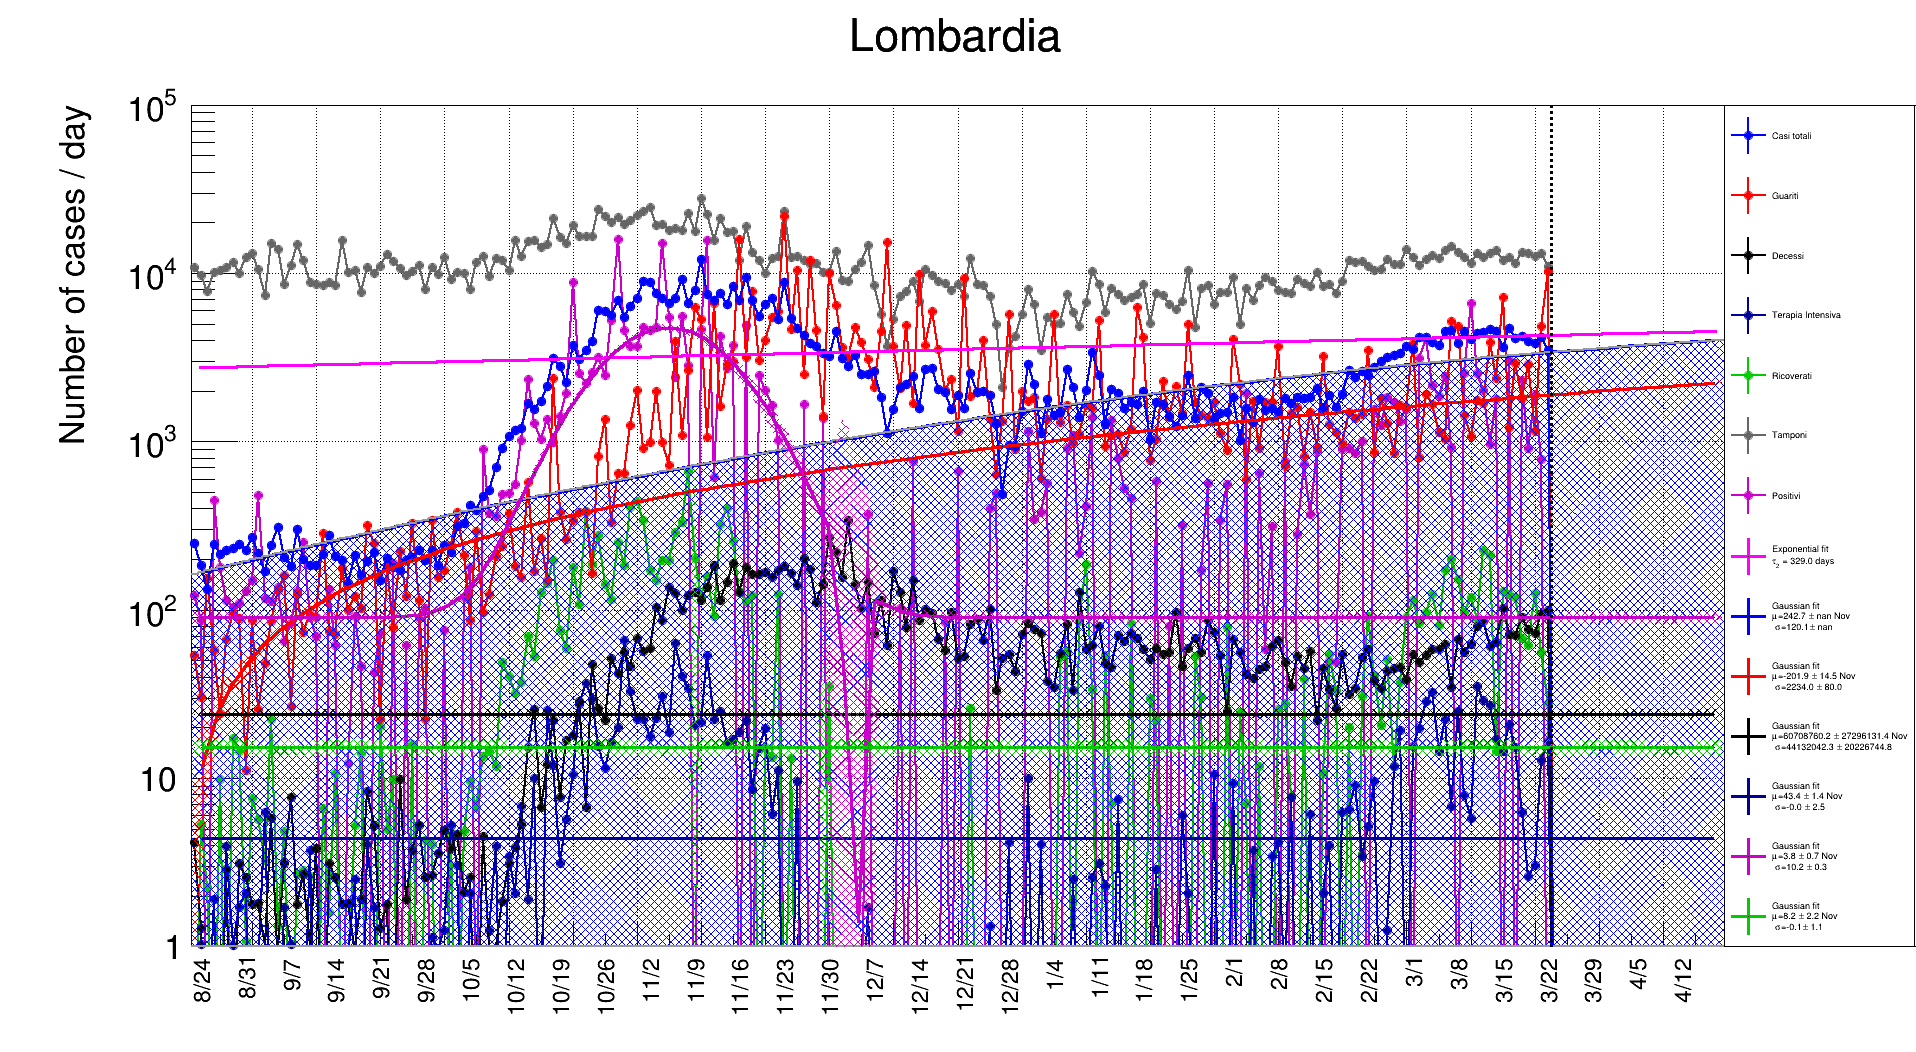 Lombardia
Number of cases / day
10^5
10^4
10^3
10^2
10
1
8/24 8/31 9/7 9/14 9/21 9/28 10/5 10/12 10/19 10/26 11/2 11/9 11/16 11/23 11/30 12/7 12/14 12/21 12/28 1/4 1/11 1/18 1/25 2/1 2/8 2/15 2/22 3/1 3/8 3/15 3/22 3/29 4/5 4/12
Casi totali
Guariti
Decessi
Terapia Intensiva
Ricoverati
Tamponi
Positivi
Exponential fit
τ₂ = 329.0 days
Gaussian fit
μ=242.7 ± nan Nov
σ=120.1± nan
Gaussian fit
μ=-201.9 ± 14.5 Nov
σ=2234.0 ± 80.0
Gaussian fit
μ=60708760.2 ± 27296131.4 Nov
σ=44132042.3 ± 20226744.8
Gaussian fit
μ=43.4 ± 1.4 Nov
σ=-0.0 ± 2.5
Gaussian fit
μ=3.8 ± 0.7 Nov
σ=10.2 ± 0.3
Gaussian fit
μ=8.2 ± 2.2 Nov
σ=-0.1± 1.1